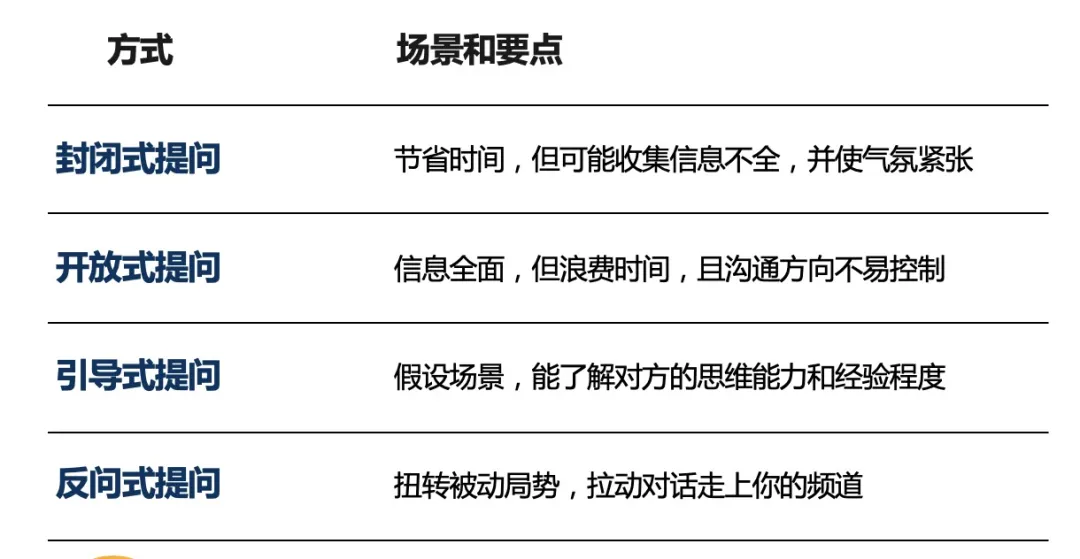 方式
场景和要点
封闭式提问
节省时间，但可能收集信息不全，并使气氛紧张
开放式提问
信息全面，但浪费时间，且沟通方向不易控制
引导式提问
假设场景，能了解对方的思维能力和经验程度
反问式提问
扭转被动局势，拉动对话走上你的频道